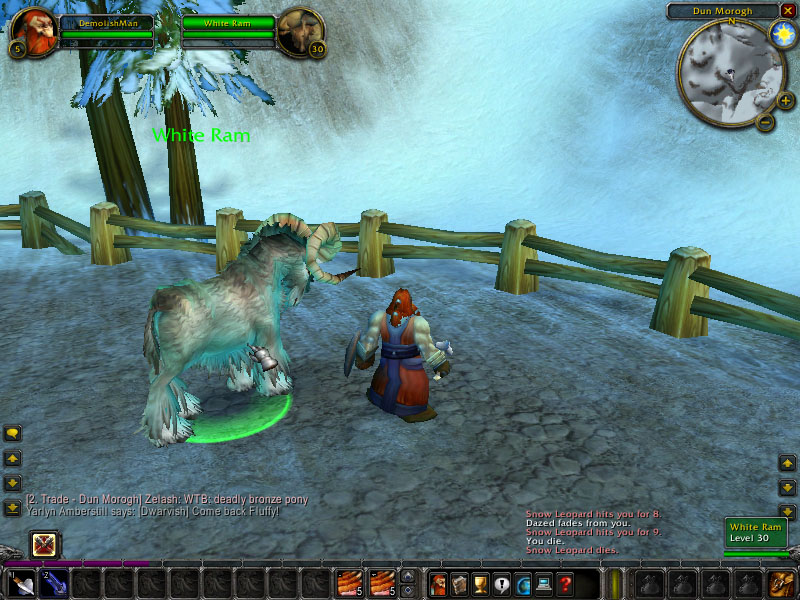 DemolishMan
White Ram
Dun Morogh
N
5
30
White Ram
[2. Trade - Dun Morogh] Zelash: WTB: deadly bronze pony
Yarlyn Amberstill says: [Dwarvish] Come back Fluffy!
Snow Leopard hits you for 8.
Dazed fades from you.
Snow Leopard hits you for 9.
You die.
Snow Leopard dies.
White Ram
Level 30
1
2
5
5